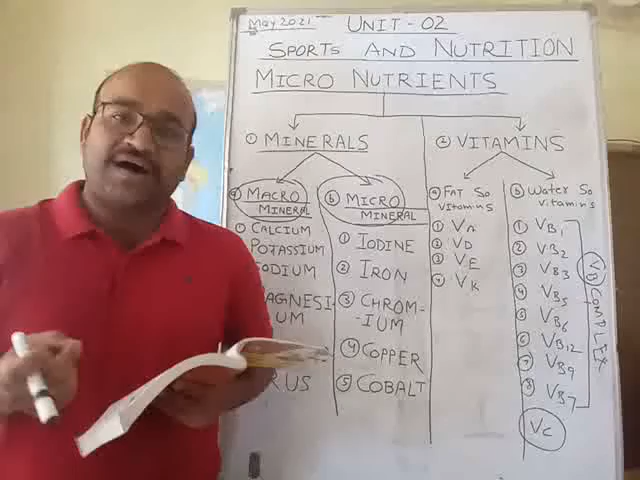 May 2021
UNIT - 02
SPORTS AND NUTRITION
MICRO NUTRIENTS
① MINERALS
② VITAMINS
ⓐ MACRO MINERAL
① CALCIUM
POTASSIUM
SODIUM
AGNESI
UM
RUS
ⓑ MICRO MINERAL
① IODINE
② IRON
③ CHROM
-IUM
④ COPPER
⑤ COBALT
ⓐ FAT So
Vitamins
① VA
② VD
③ VE
④ VK
ⓑ Water So
Vitamins
① VB1
② VB2
③ VB3
④ VB5
⑤ VB6
⑥ VB12
⑦ VB9
⑧ VB7
VC
VB COMPLEX